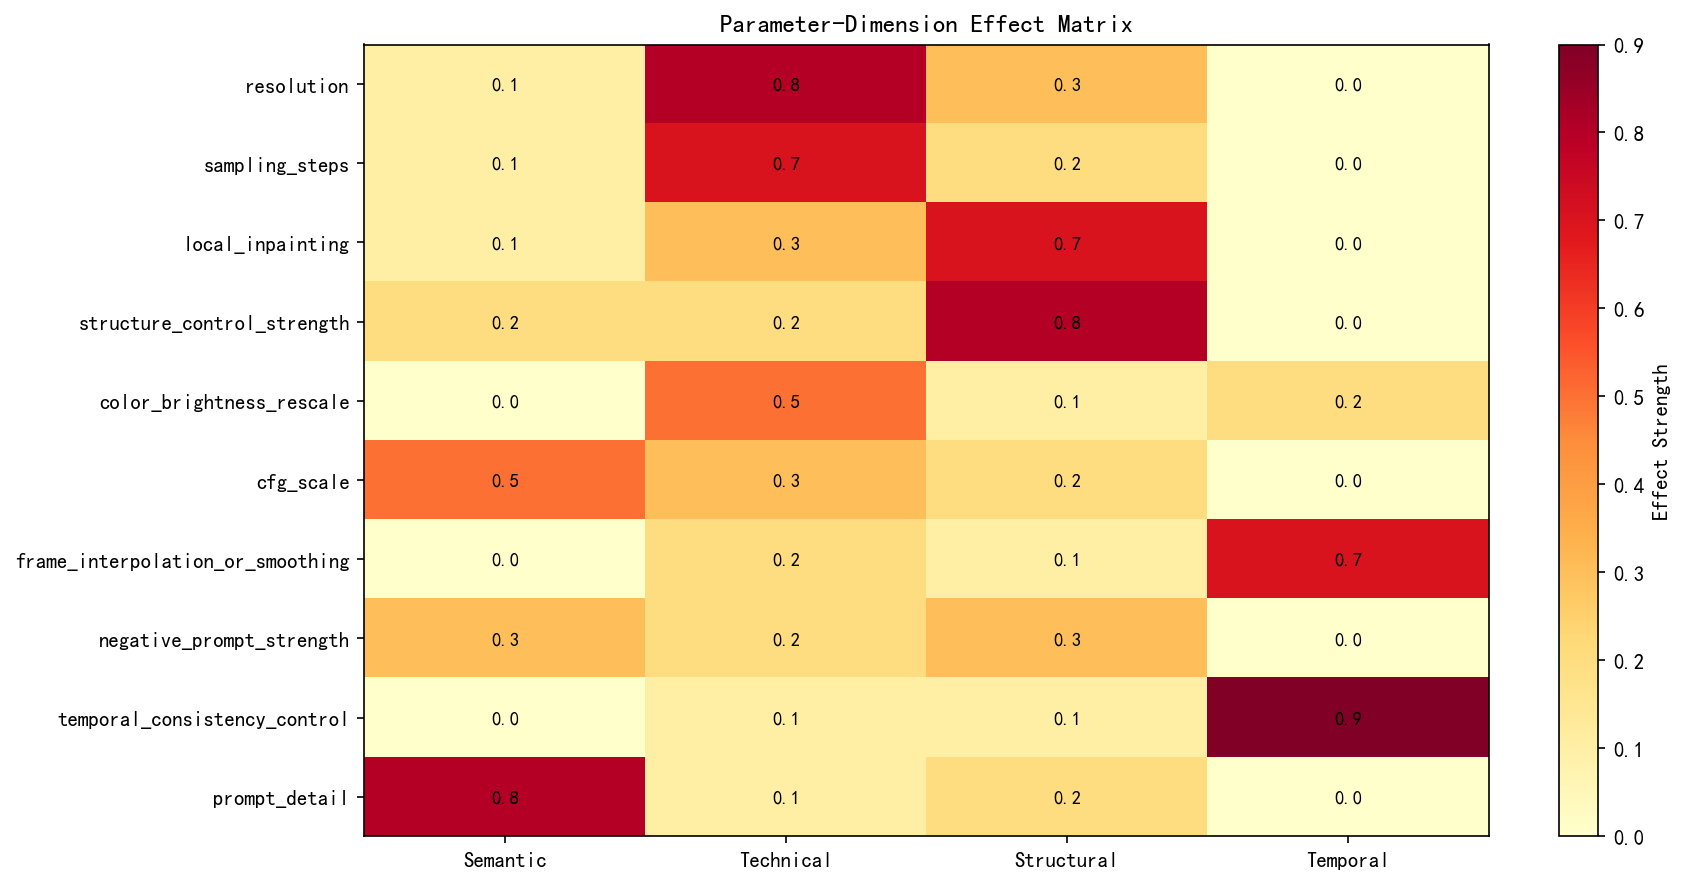 Parameter-Dimension Effect Matrix
resolution 0.1 0.8 0.3 0.0
sampling_steps 0.1 0.7 0.2 0.0
local_inpainting 0.1 0.3 0.7 0.0
structure_control_strength 0.2 0.2 0.8 0.0
color_brightness_rescale 0.0 0.5 0.1 0.2
cfg_scale 0.5 0.3 0.2 0.0
frame_interpolation_or_smoothing 0.0 0.2 0.1 0.7
negative_prompt_strength 0.3 0.2 0.3 0.0
temporal_consistency_control 0.0 0.1 0.1 0.9
prompt_detail 0.8 0.1 0.2 0.0
Semantic Technical Structural Temporal
0.9
0.8
0.7
0.6
0.5
0.4
0.3
0.2
0.1
0.0
Effect Strength